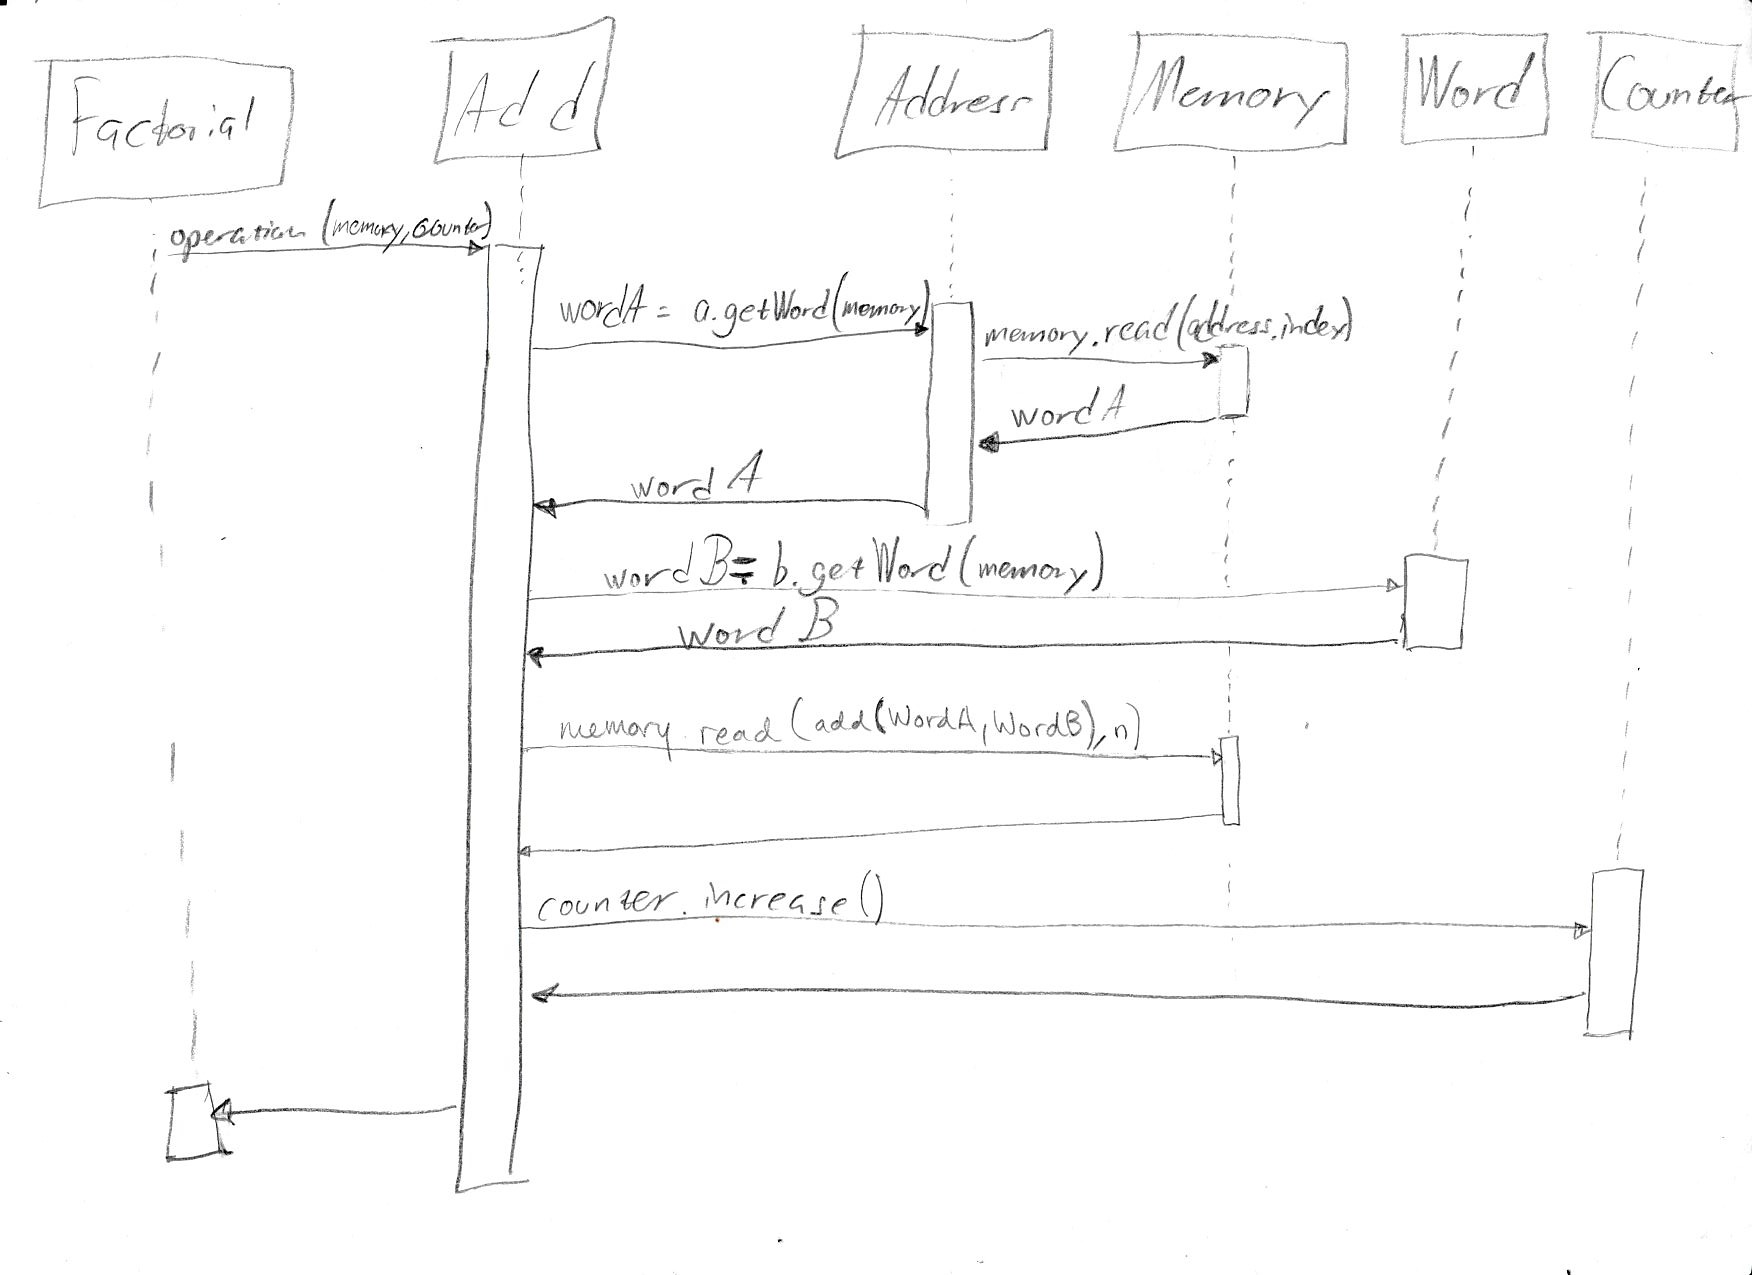 Factorial
Add
Address
Memory
Word
Counter
operation (memory, counter)
wordA = a.getWord(memory)
memory.read(address.index)
wordA
word A
word B = b.getWord(memory)
word B
memory.read (add(WordA, WordB), n)
counter.increase()